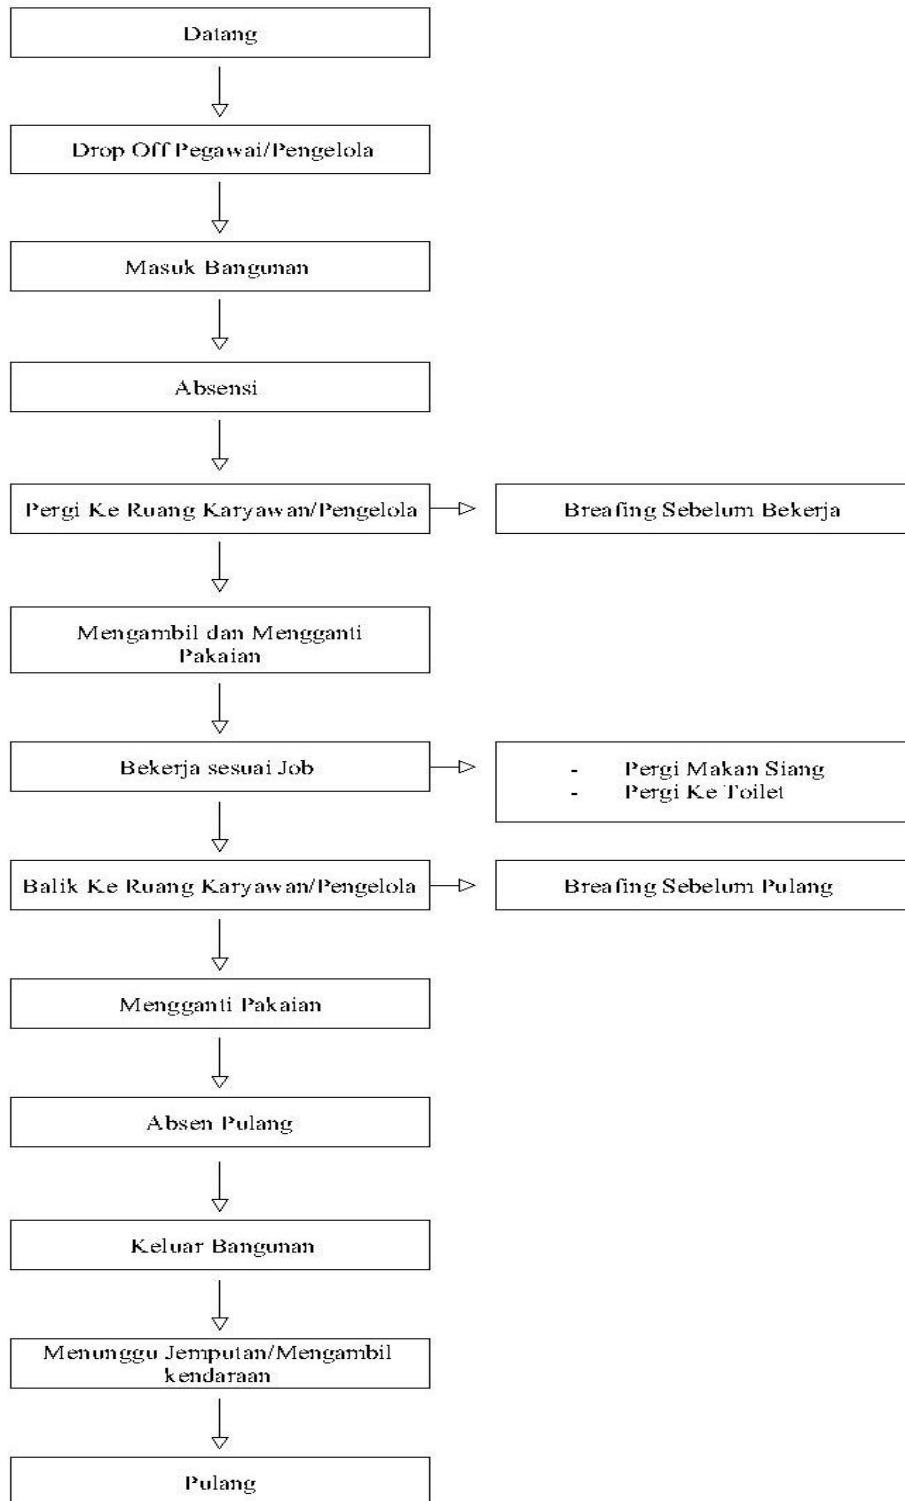 Datang
Drop Off Pegawai/Pengelola
Masuk Bangunan
Absensi
Pergi Ke Ruang Karyawan/Pengelola
Breafing Sebelum Bekerja
Mengambil dan Mengganti
Pakaian
Bekerja sesuai Job
- Pergi Makan Siang
- Pergi Ke Toilet
Balik Ke Ruang Karyawan/Pengelola
Breafing Sebelum Pulang
Mengganti Pakaian
Absen Pulang
Keluar Bangunan
Menunggu Jemputan/Mengambil
kendaraan
Pulang